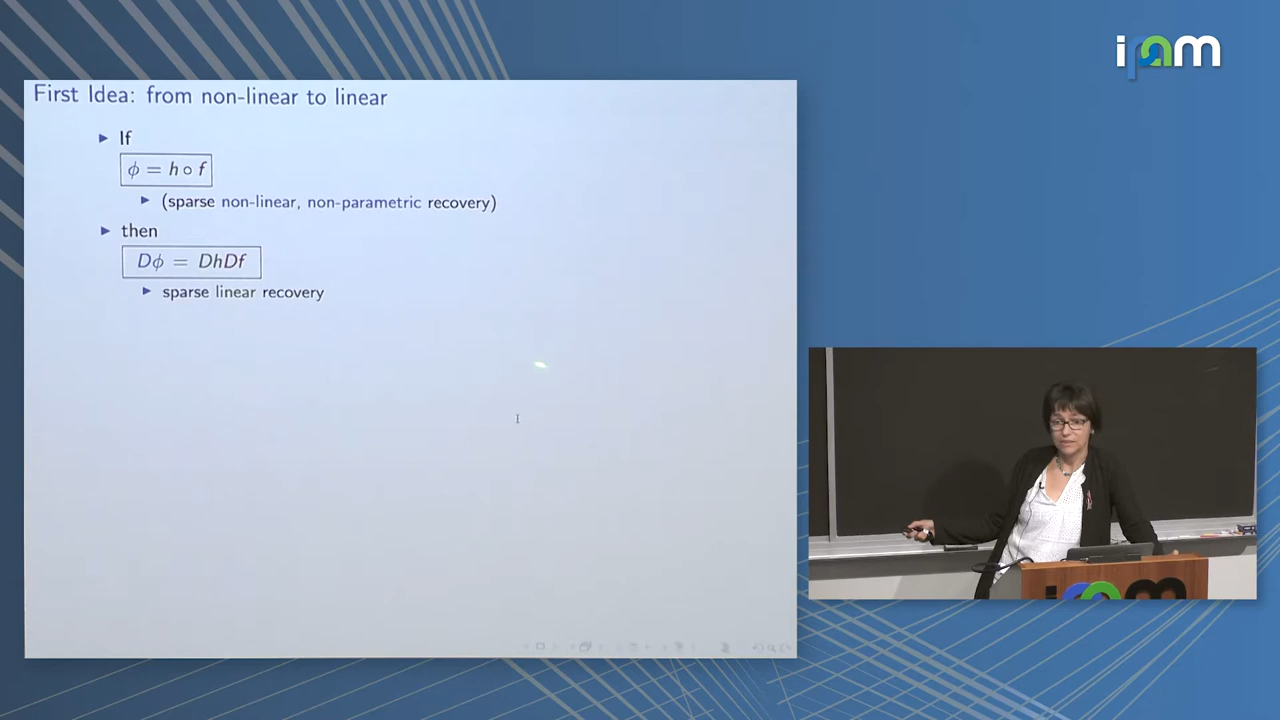 ipam
First Idea: from non-linear to linear
▶ If
ϕ = h ∘ f
▶ (sparse non-linear, non-parametric recovery)
▶ then
Dϕ = DhDf
▶ sparse linear recovery
ipam